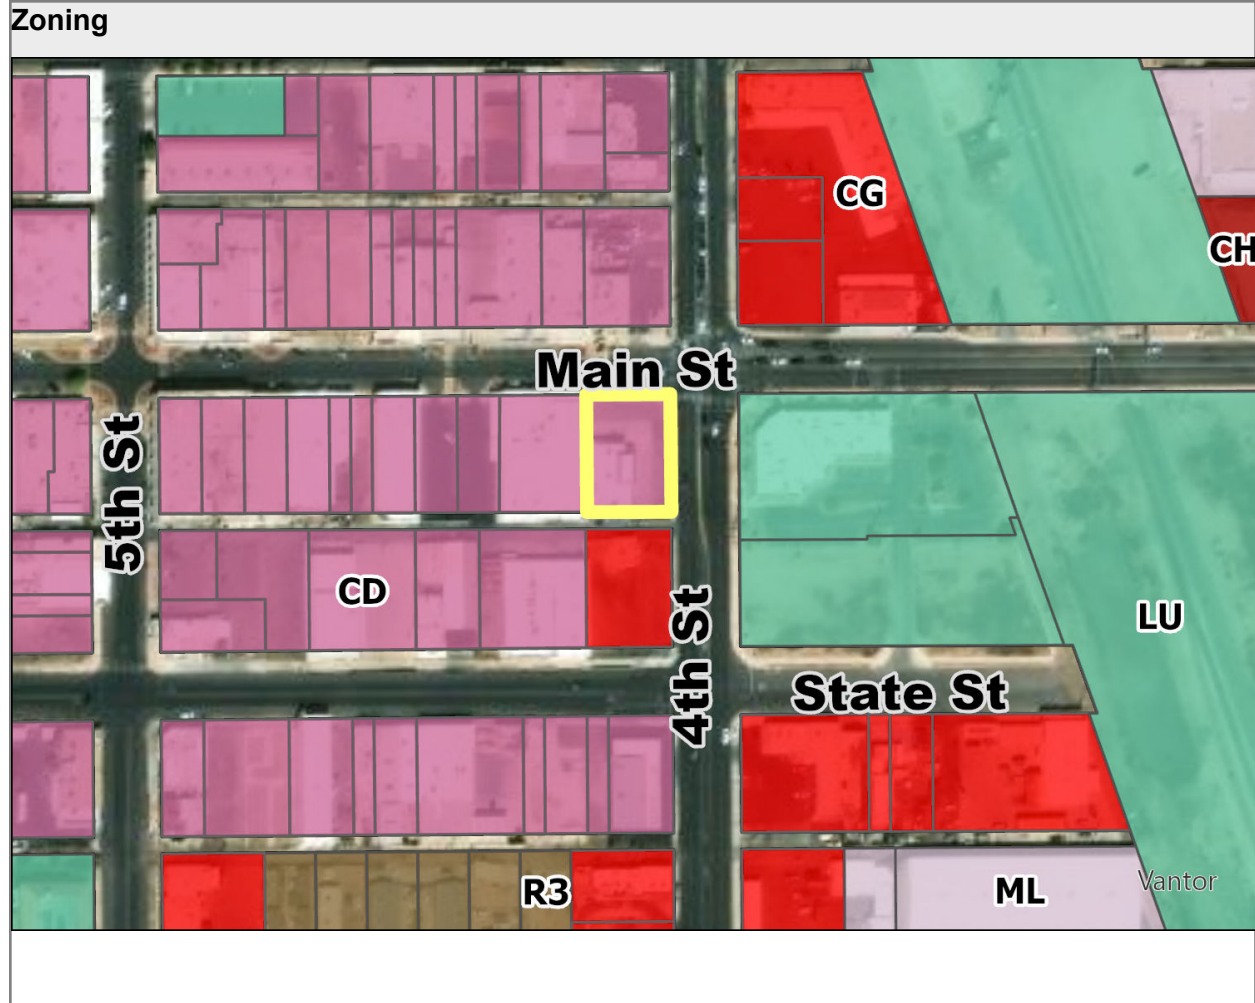 Zoning
CG
CH
Main St
5th St
CD
4th St
LU
State St
R3
ML
Vantor